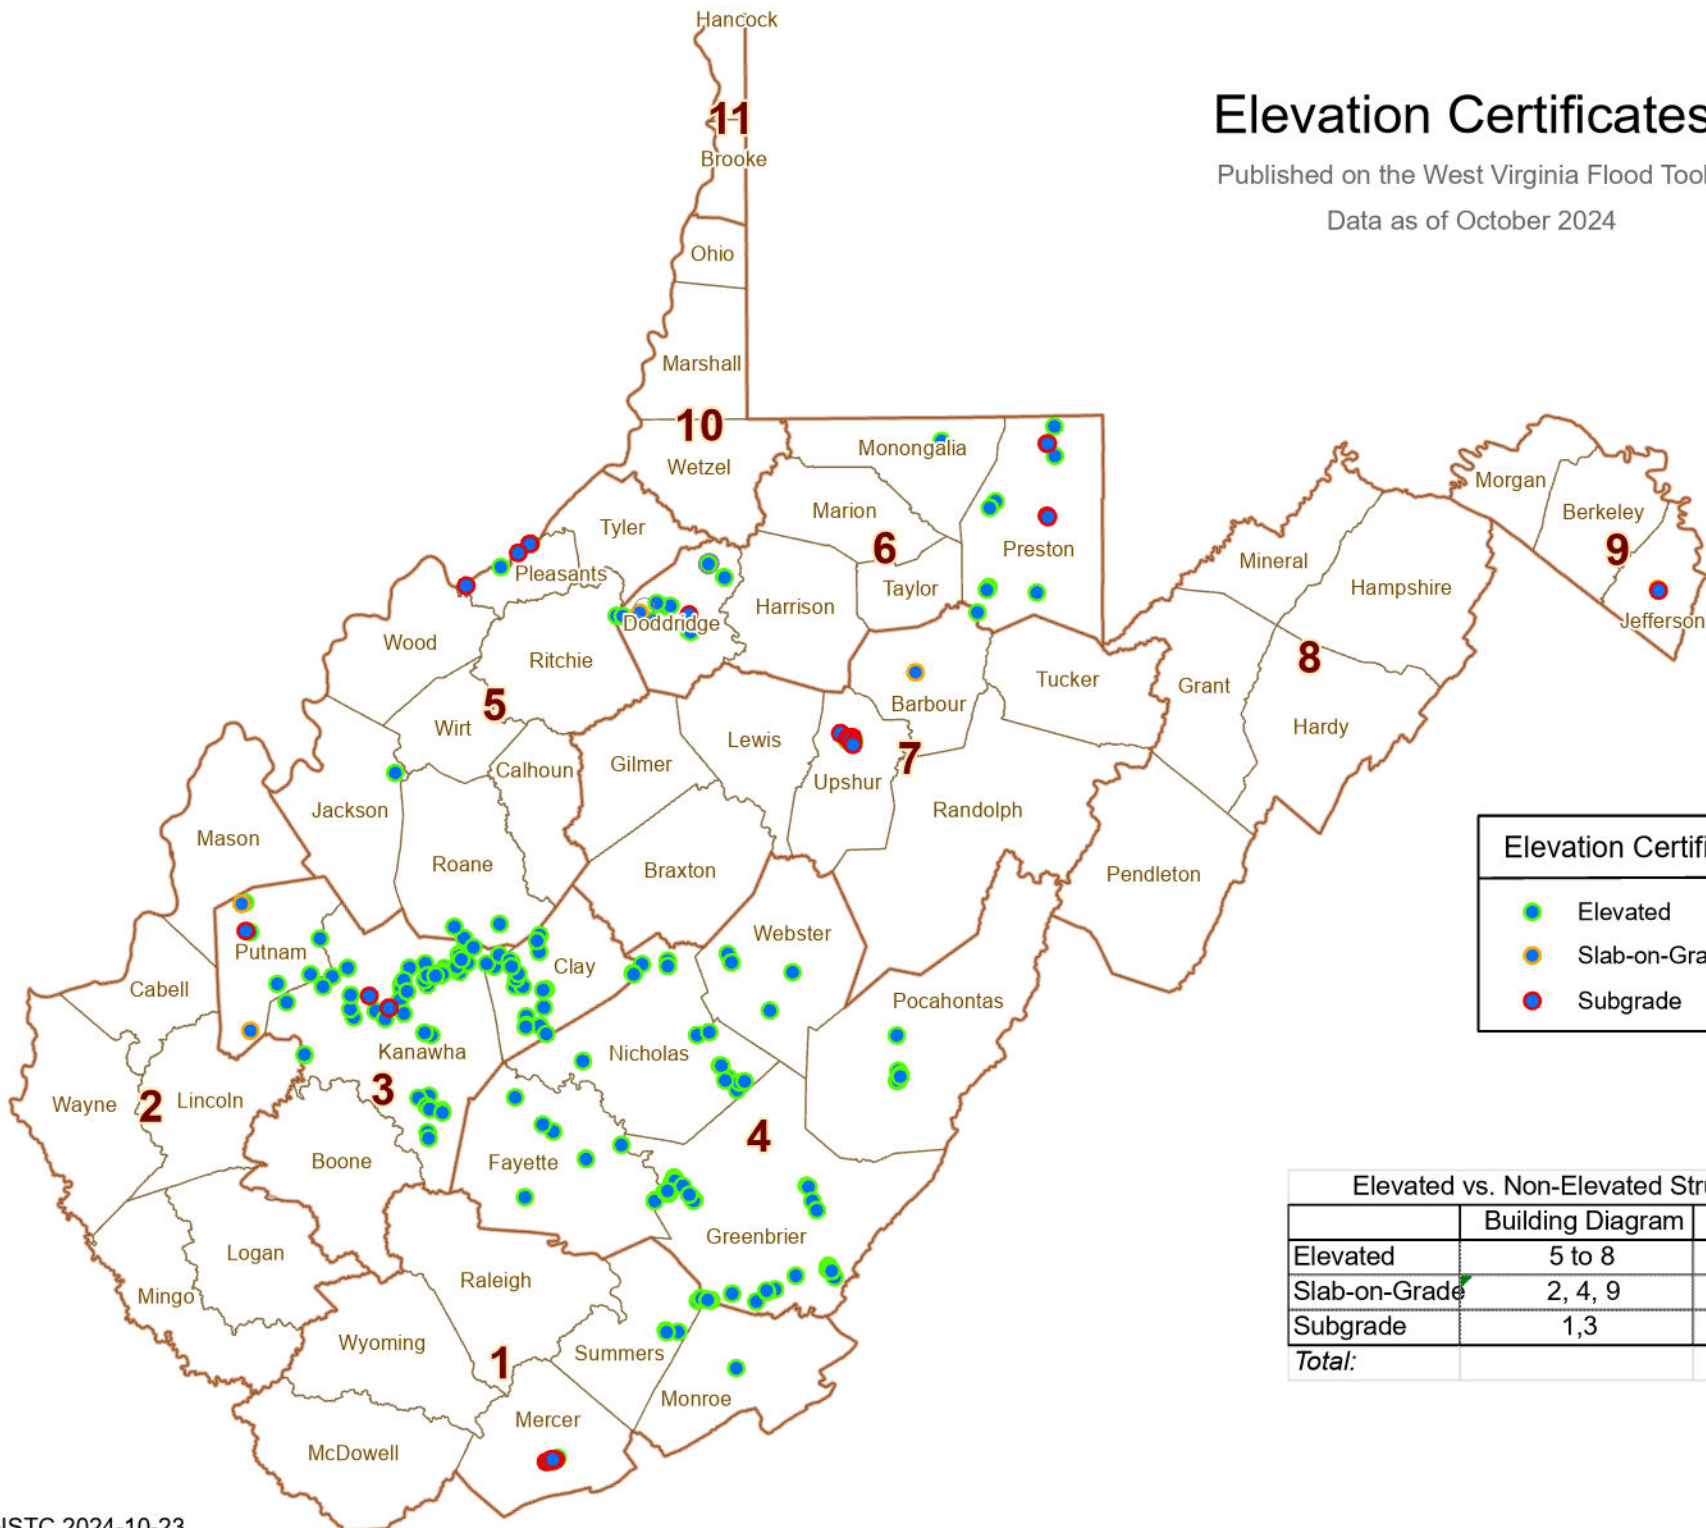 Hancock
11
Brooke
Elevation Certificates
Published on the West Virginia Flood Tool
Data as of October 2024
Ohio
Marshall
10
Wetzel
Monongalia
Morgan
Berkeley
Marion
Tyler
6
9
Preston
Mineral
Pleasants
Hampshire
Taylor
Harrison
Doddridge
Jefferson
Wood
Ritchie
8
Tucker
Grant
Barbour
5
Wirt
Lewis
Hardy
7
Gilmer
Calhoun
Upshur
Jackson
Randolph
Mason
Elevation Certifi
Roane
Braxton
Pendleton
Elevated
Webster
Putnam
Slab-on-Gra
Clay
Cabell
Pocahontas
Subgrade
Kanawha
Nicholas
3
Wayne
2
Lincoln
4
Boone
Fayette
Elevated vs. Non-Elevated Stru
Building Diagram
Greenbrier
Logan
Elevated 5 to 8
Raleigh
Slab-on-Grade 2, 4, 9
Mingo
Subgrade 1,3
Wyoming
Summers
1
Total:
Monroe
Mercer
McDowell
ISTC 2024-10-23